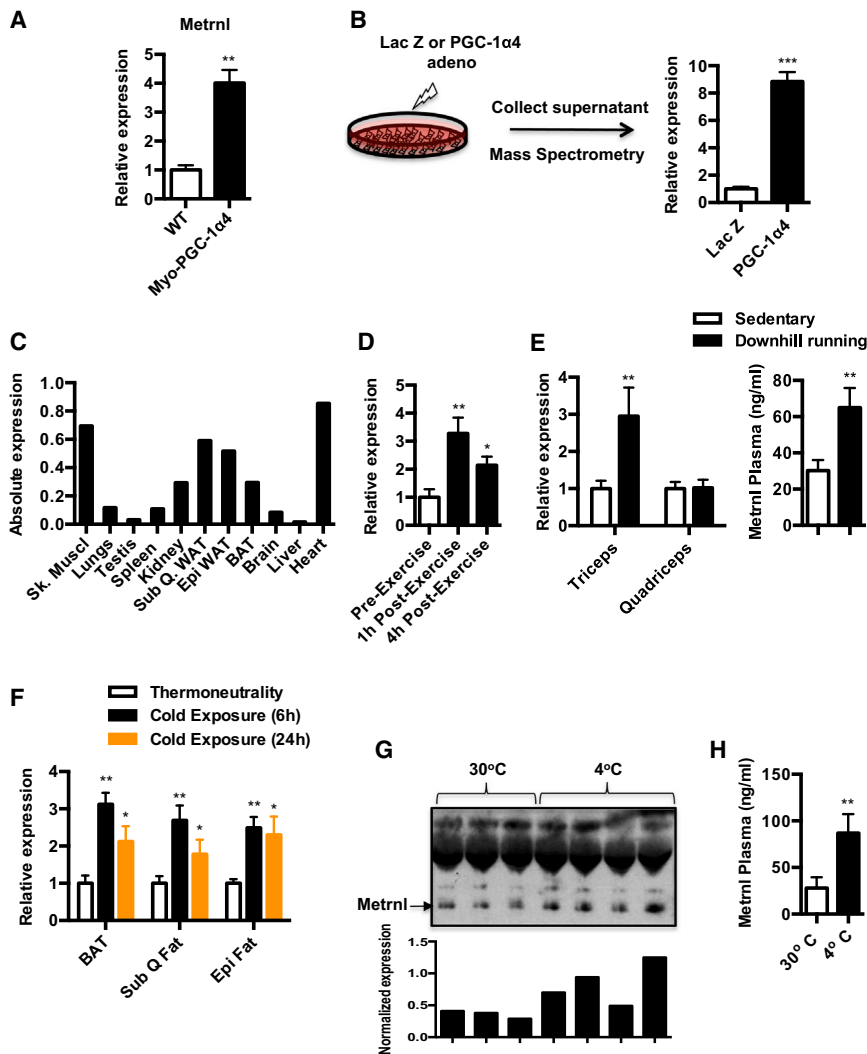 A
Metrnl
Relative expression
5
4
3
2
1
0
**
WT
Myo-PGC-1α4
B
Lac Z or PGC-1α4
adeno
Collect supernatant
Mass Spectrometry
Relative expression
10
8
6
4
2
0
***
Lac Z
PGC-1α4
C
Absolute expression
1.0
0.8
0.6
0.4
0.2
0.0
Sk. Muscl
Lungs
Testis
Spleen
Kidney
Sub Q. WAT
Epi WAT
BAT
Brain
Liver
Heart
D
Relative expression
5
4
3
2
1
0
**
*
Pre-Exercise
1h Post-Exercise
4h Post-Exercise
E
Sedentary
Downhill running
Relative expression
4
3
2
1
0
**
Triceps
Quadriceps
Metrnl Plasma (ng/ml)
80
60
40
20
0
**
F
Thermoneutrality
Cold Exposure (6h)
Cold Exposure (24h)
Relative expression
4
3
2
1
0
**
*
**
*
**
*
BAT
Sub Q Fat
Epi Fat
G
30°C
4°C
Metrnl
Normalized expression
1.5
1.0
0.5
0.0
H
Metrnl Plasma (ng/ml)
150
100
50
0
**
30° C
4° C